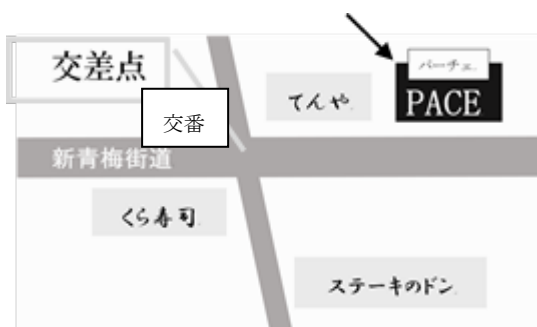 交差点
パーチェ.
てんや.
PACE
交番
新青梅街道
くら寿司.
ステーキのドン.